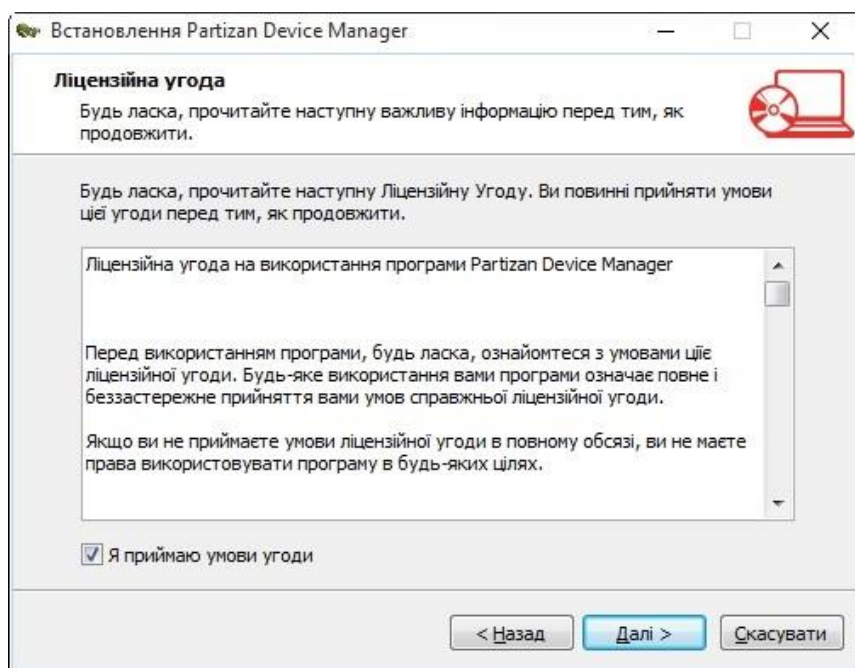 Встановлення Partizan Device Manager
Ліцензійна угода
Будь ласка, прочитайте наступну важливу інформацію перед тим, як
продовжити.
Будь ласка, прочитайте наступну Ліцензійну Угоду. Ви повинні прийняти умови
цієї угоди перед тим, як продовжити.
Ліцензійна угода на використання програми Partizan Device Manager
Перед використанням програми, будь ласка, ознайомтеся з умовами ціїє
ліцензійної угоди. Будь-яке використання вами програми означає повне і
беззастережне прийняття вами умов справжньої ліцензійної угоди.
Якщо ви не приймаєте умови ліцензійної угоди в повному обсязі, ви не маєте
права використовувати програму в будь-яких цілях.
Я приймаю умови угоди
< Назад
Далі >
Скасувати